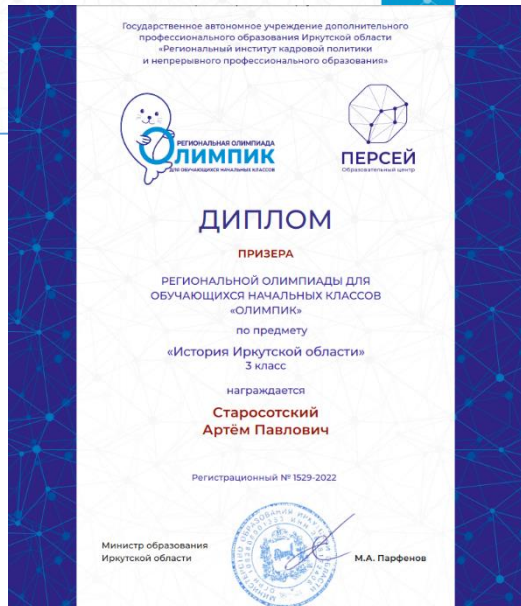 Государственное автономное учреждение дополнительного
профессионального образования Иркутской области
«Региональный институт кадровой политики
и непрерывного профессионального образования»
РЕГИОНАЛЬНАЯ ОЛИМПИАДА
ОЛИМПИК
ДЛЯ ОБУЧАЮЩИХСЯ НАЧАЛЬНЫХ КЛАССОВ
ПЕРСЕЙ
Образовательный центр
ДИПЛОМ
ПРИЗЕРА
РЕГИОНАЛЬНОЙ ОЛИМПИАДЫ ДЛЯ
ОБУЧАЮЩИХСЯ НАЧАЛЬНЫХ КЛАССОВ
«ОЛИМПИК»
по предмету
«История Иркутской области»
3 класс
награждается
Старосотский
Артём Павлович
Регистрационный № 1529-2022
Министр образования
Иркутской области
М.А. Парфенов